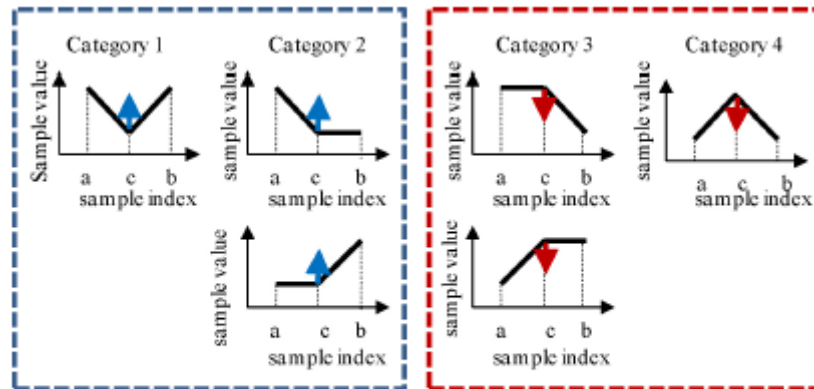 Category 1
Category 2
Category 3
Category 4
Sample value
a c b
sample index
sample value
a c b
sample index
sample value
a c b
sample index
sample value
a c b
sample index
sample value
a c b
sample index
sample value
a c b
sample index